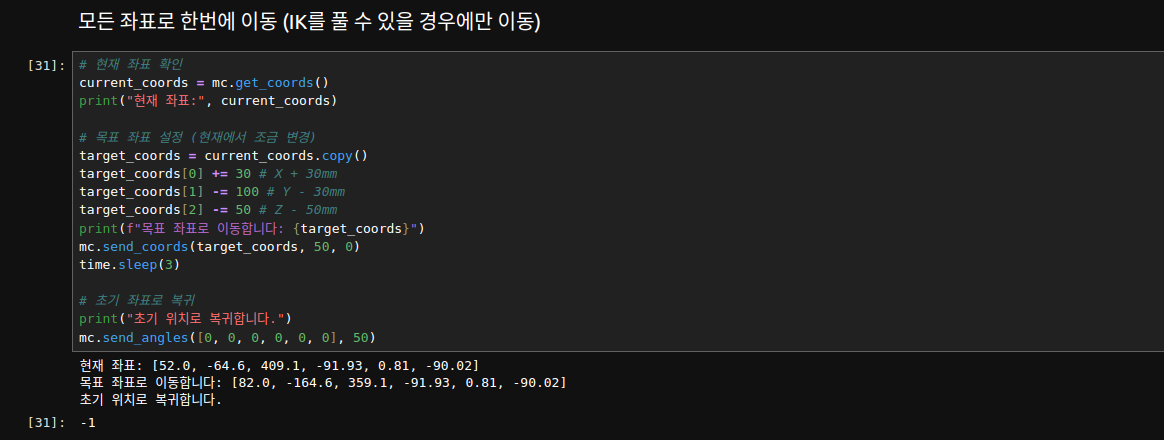 모든 좌표로 한번에 이동 (IK를 풀 수 있을 경우에만 이동)
[31]: # 현재 좌표 확인
current_coords = mc.get_coords()
print("현재 좌표:", current_coords)
# 목표 좌표 설정 (현재에서 조금 변경)
target_coords = current_coords.copy()
target_coords[0] += 30 # X + 30mm
target_coords[1] -= 100 # Y - 30mm
target_coords[2] -= 50 # Z - 50mm
print(f"목표 좌표로 이동합니다: {target_coords}")
mc.send_coords(target_coords, 50, 0)
time.sleep(3)
# 초기 좌표로 복귀
print("초기 위치로 복귀합니다.")
mc.send_angles([0, 0, 0, 0, 0, 0], 50)
현재 좌표: [52.0, -64.6, 409.1, -91.93, 0.81, -90.02]
목표 좌표로 이동합니다: [82.0, -164.6, 359.1, -91.93, 0.81, -90.02]
초기 위치로 복귀합니다.
[31]: -1